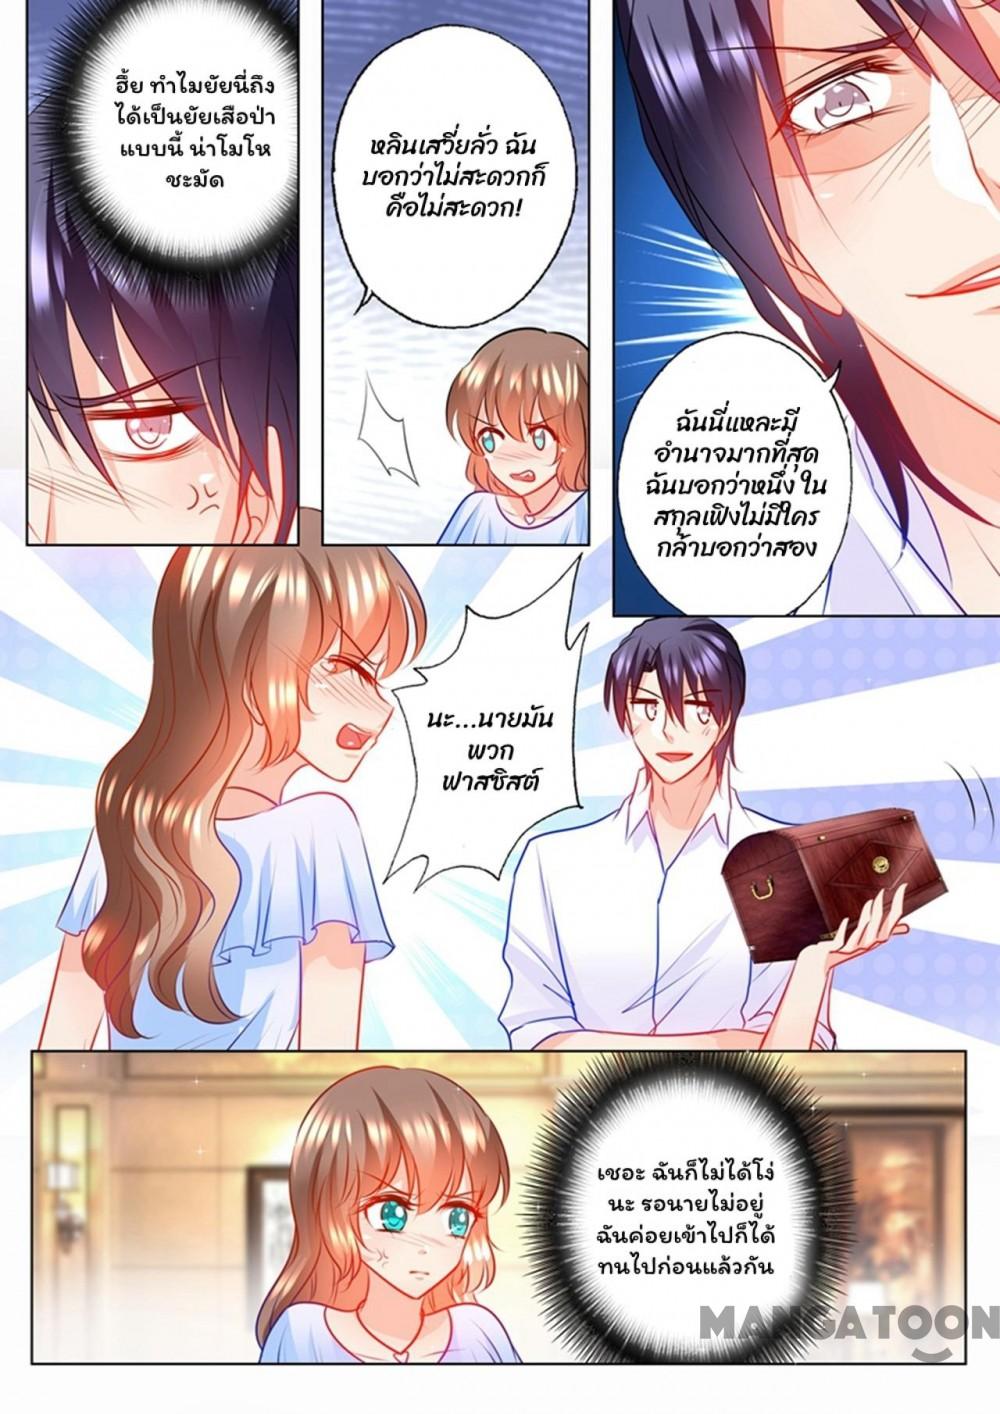 ฮึ้ย ทำไมยัยนี่ถึง
ได้เป็นยัยเสือป่า
แบบนี้ น่าโมโห
ชะมัด
หลินเสวี่ยลั่ว ฉัน
บอกว่าไม่สะดวกก็
คือไม่สะดวก!
ฉันนี่แหละมี
อำนาจมากที่สุด
ฉันบอกว่าหนึ่ง ใน
สกุลเฟิงไม่มีใคร
กล้าบอกว่าสอง
นะ...นายมัน
พวก
ฟาสซิสต์
เชอะ ฉันก็ไม่ได้โง่
นะ รอนายไม่อยู่
ฉันค่อยเข้าไปก็ได้
ทนไปก่อนแล้วกัน
MANGATOON